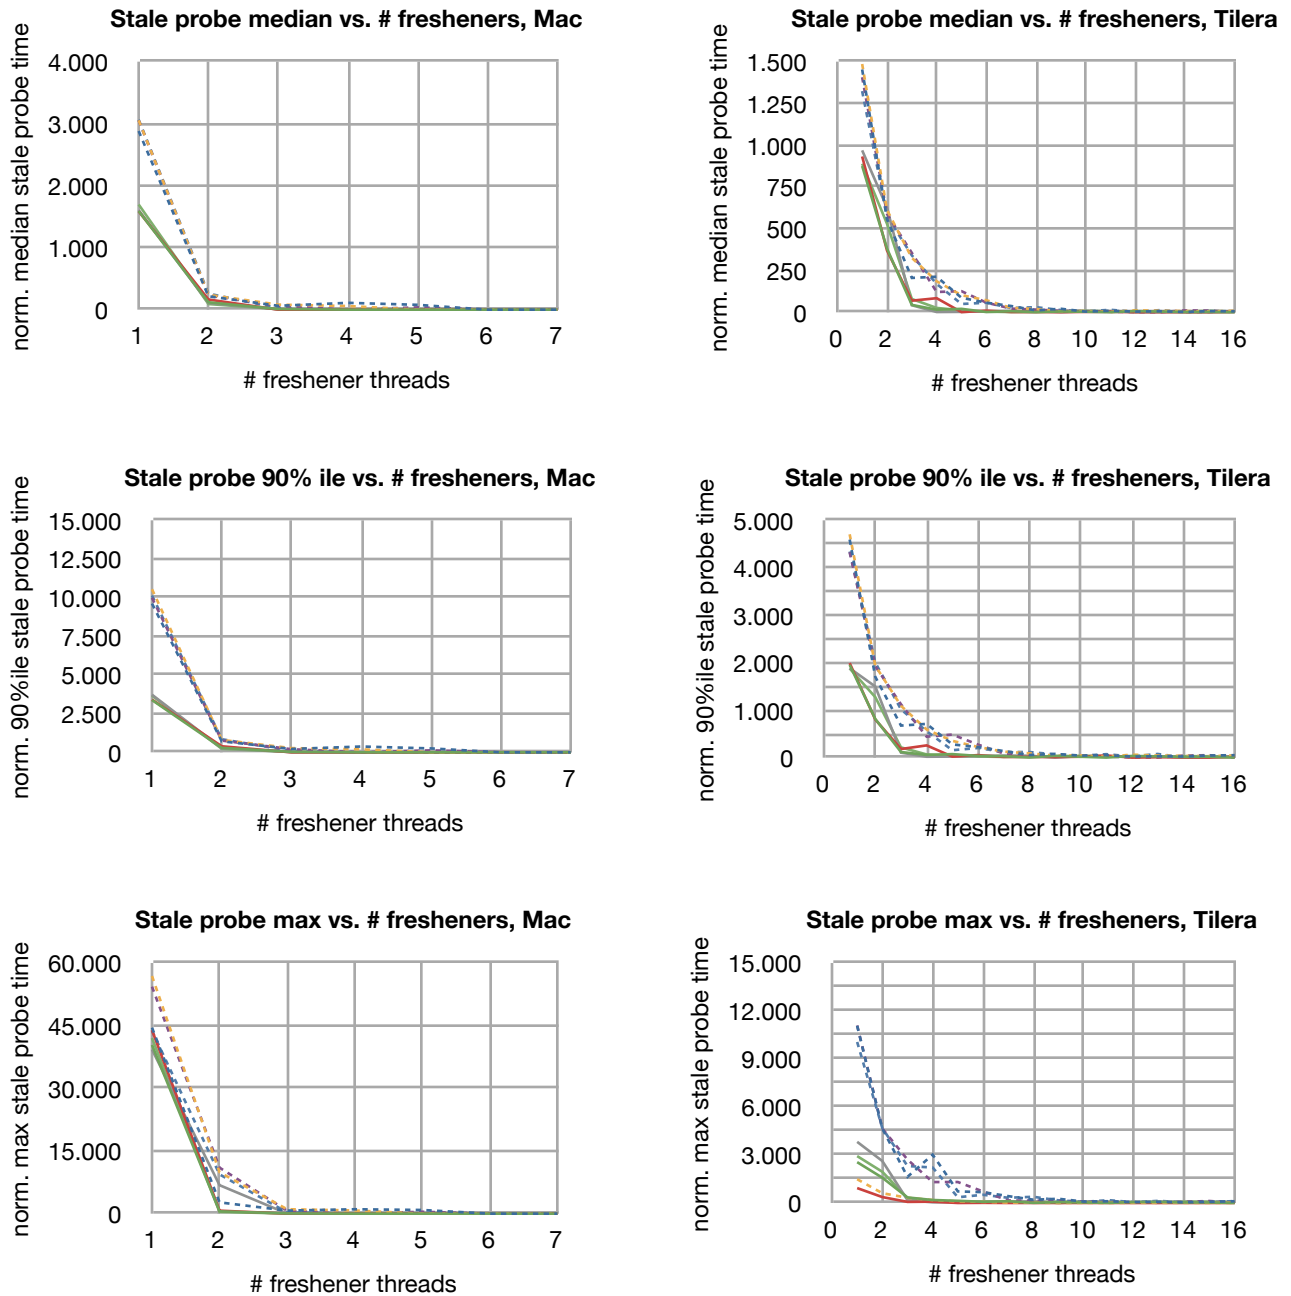 Stale probe median vs. # fresheners, Mac
norm. median stale probe time
4.000
3.000
2.000
1.000
0
1 2 3 4 5 6 7
# freshener threads
Stale probe median vs. # fresheners, Tilera
norm. median stale probe time
1.500
1.250
1.000
750
500
250
0
0 2 4 6 8 10 12 14 16
# freshener threads
Stale probe 90% ile vs. # fresheners, Mac
norm. 90%ile stale probe time
15.000
12.500
10.000
7.500
5.000
2.500
0
1 2 3 4 5 6 7
# freshener threads
Stale probe 90% ile vs. # fresheners, Tilera
norm. 90%ile stale probe time
5.000
4.000
3.000
2.000
1.000
0
0 2 4 6 8 10 12 14 16
# freshener threads
Stale probe max vs. # fresheners, Mac
norm. max stale probe time
60.000
45.000
30.000
15.000
0
1 2 3 4 5 6 7
# freshener threads
Stale probe max vs. # fresheners, Tilera
norm. max stale probe time
15.000
12.000
9.000
6.000
3.000
0
0 2 4 6 8 10 12 14 16
# freshener threads